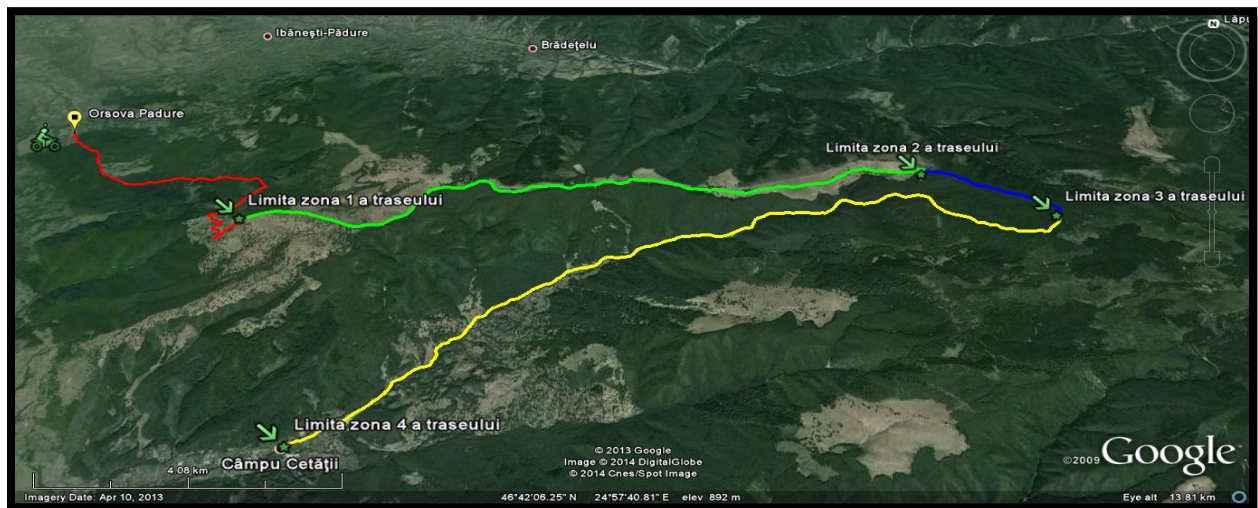 Ibănești-Pădure
Brădețelu
N
Orsova Padure
Limita zona 2 a traseului
Limita zona 1 a traseului
Limita zona 3 a traseului
Limita zona 4 a traseului
Câmpu Cetății
4.08 km
© 2013 Google
Image © 2014 DigitalGlobe
© 2014 Cnes/Spot Image
©2009 Google
Imagery Date: Apr 10, 2013
46°42'06.25" N 24°57'40.81" E elev 892 m
Eye alt 13.81 km